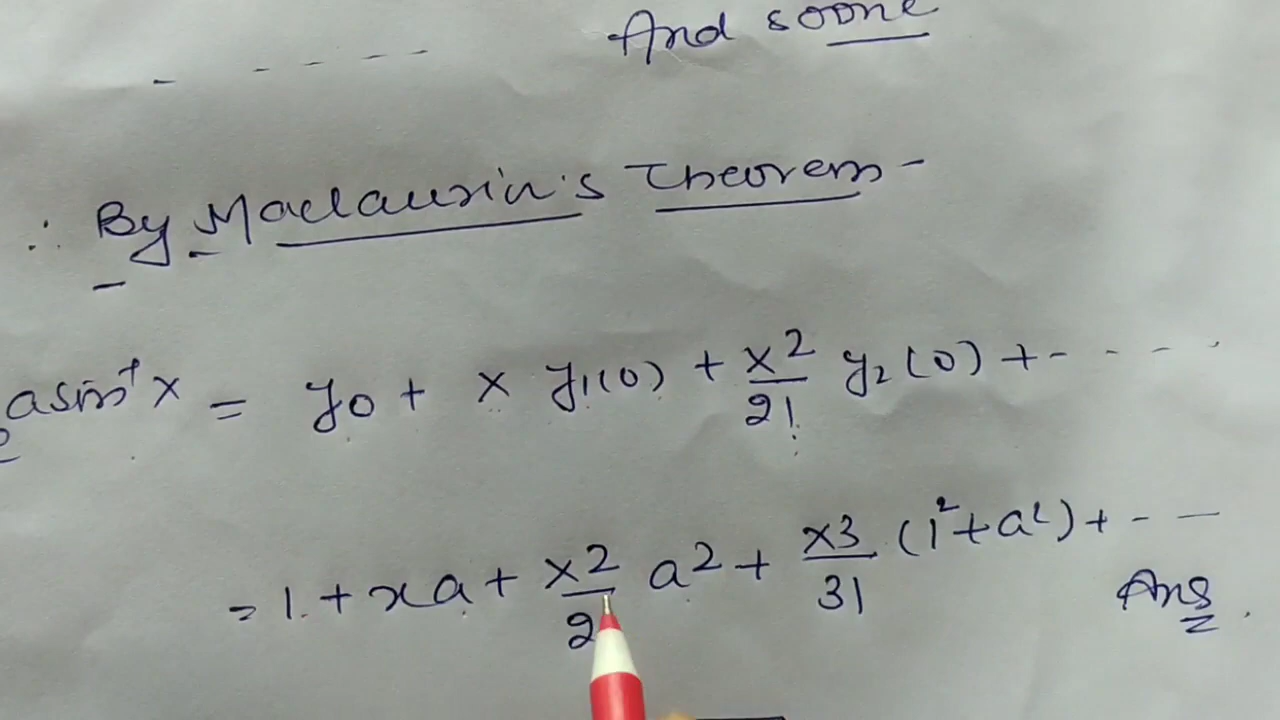 And soone
∴ By Maclaurin's Theorem -
e^{a sin⁻¹ x} = y0 + x y₁(0) + x²/2! y₂(0) + - - - -
= 1 + xa + x²/2 a² + x³/3! (1² + a²) + - -
Ans